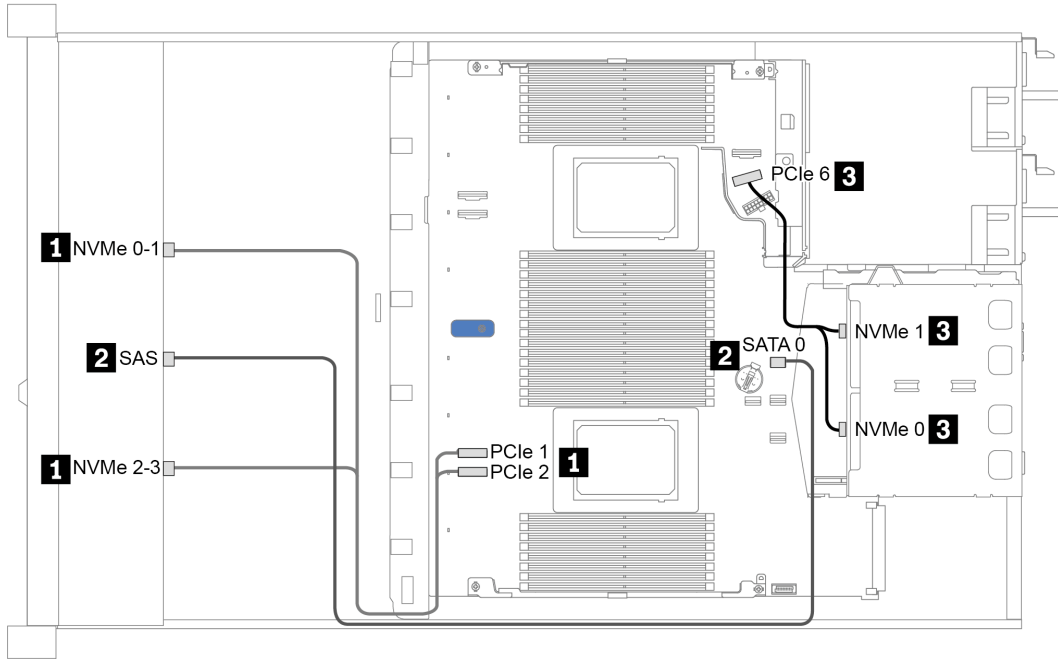 PCIe 6 3
1 NVMe 0-1
NVMe 1 3
2 SAS
2 SATA 0
NVMe 0 3
1 NVMe 2-3
PCIe 1
PCIe 2
1